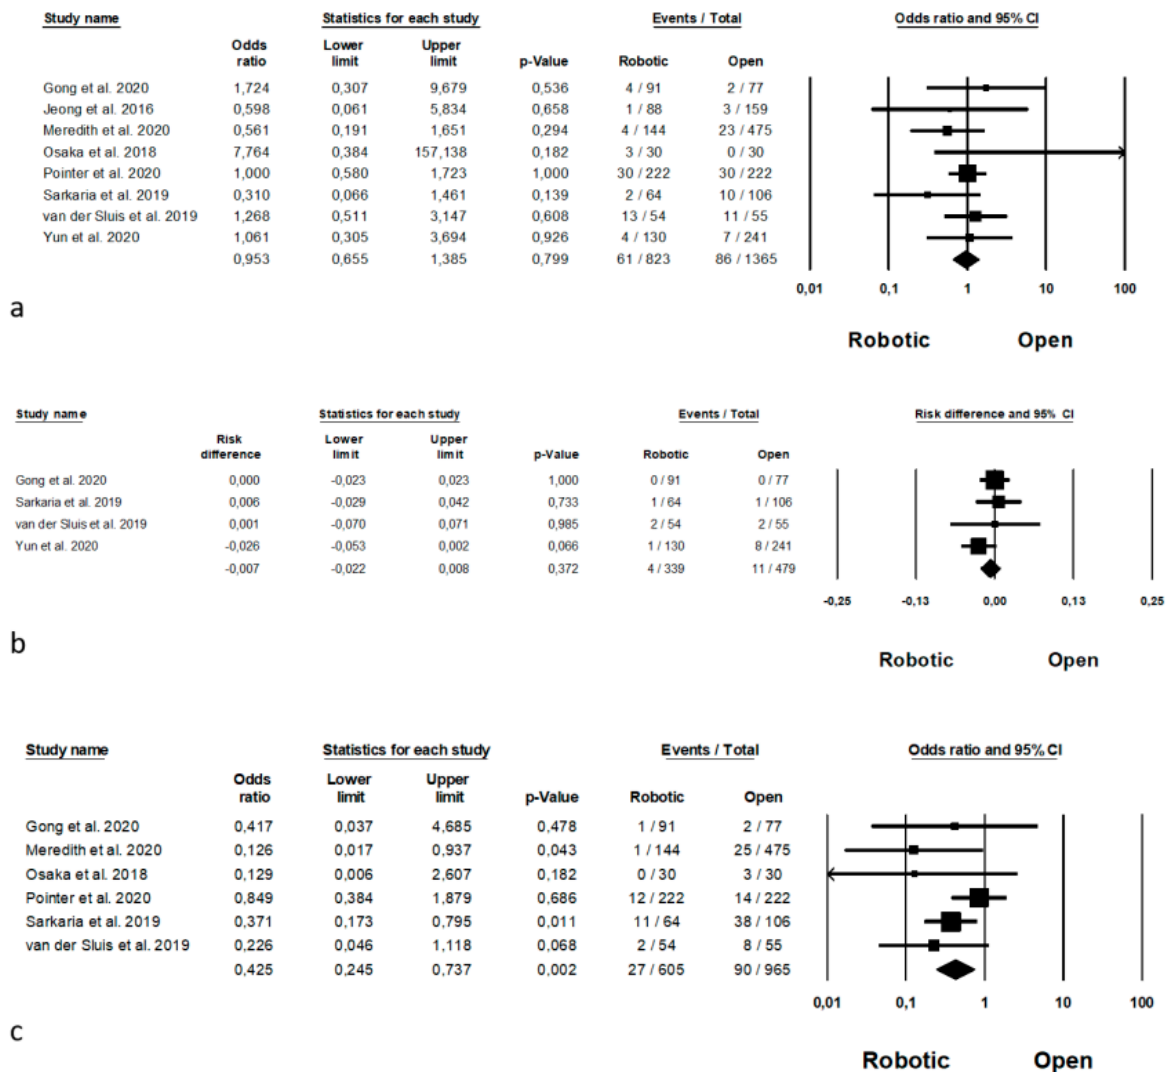 Study name Statistics for each study Events / Total Odds ratio and 95% CI
Odds ratio Lower limit Upper limit p-Value Robotic Open
Gong et al. 2020 1,724 0,307 9,679 0,536 4 / 91 2 / 77
Jeong et al. 2016 0,598 0,061 5,834 0,658 1 / 88 3 / 159
Meredith et al. 2020 0,561 0,191 1,651 0,294 4 / 144 23 / 475
Osaka et al. 2018 7,764 0,384 157,138 0,182 3 / 30 0 / 30
Pointer et al. 2020 1,000 0,580 1,723 1,000 30 / 222 30 / 222
Sarkaria et al. 2019 0,310 0,066 1,461 0,139 2 / 64 10 / 106
van der Sluis et al. 2019 1,268 0,511 3,147 0,608 13 / 54 11 / 55
Yun et al. 2020 1,061 0,305 3,694 0,926 4 / 130 7 / 241
0,953 0,655 1,385 0,799 61 / 823 86 / 1365
0,01 0,1 1 10 100
a
Robotic Open
Study name Statistics for each study Events / Total Risk difference and 95% CI
Risk difference Lower limit Upper limit p-Value Robotic Open
Gong et al. 2020 0,000 -0,023 0,023 1,000 0 / 91 0 / 77
Sarkaria et al. 2019 0,006 -0,029 0,042 0,733 1 / 64 1 / 106
van der Sluis et al. 2019 0,001 -0,070 0,071 0,985 2 / 54 2 / 55
Yun et al. 2020 -0,026 -0,053 0,002 0,066 1 / 130 8 / 241
-0,007 -0,022 0,008 0,372 4 / 339 11 / 479
-0,25 -0,13 0,00 0,13 0,25
b
Robotic Open
Study name Statistics for each study Events / Total Odds ratio and 95% CI
Odds ratio Lower limit Upper limit p-Value Robotic Open
Gong et al. 2020 0,417 0,037 4,685 0,478 1 / 91 2 / 77
Meredith et al. 2020 0,126 0,017 0,937 0,043 1 / 144 25 / 475
Osaka et al. 2018 0,129 0,006 2,607 0,182 0 / 30 3 / 30
Pointer et al. 2020 0,849 0,384 1,879 0,686 12 / 222 14 / 222
Sarkaria et al. 2019 0,371 0,173 0,795 0,011 11 / 64 38 / 106
van der Sluis et al. 2019 0,226 0,046 1,118 0,068 2 / 54 8 / 55
0,425 0,245 0,737 0,002 27 / 605 90 / 965
0,01 0,1 1 10 100
c
Robotic Open